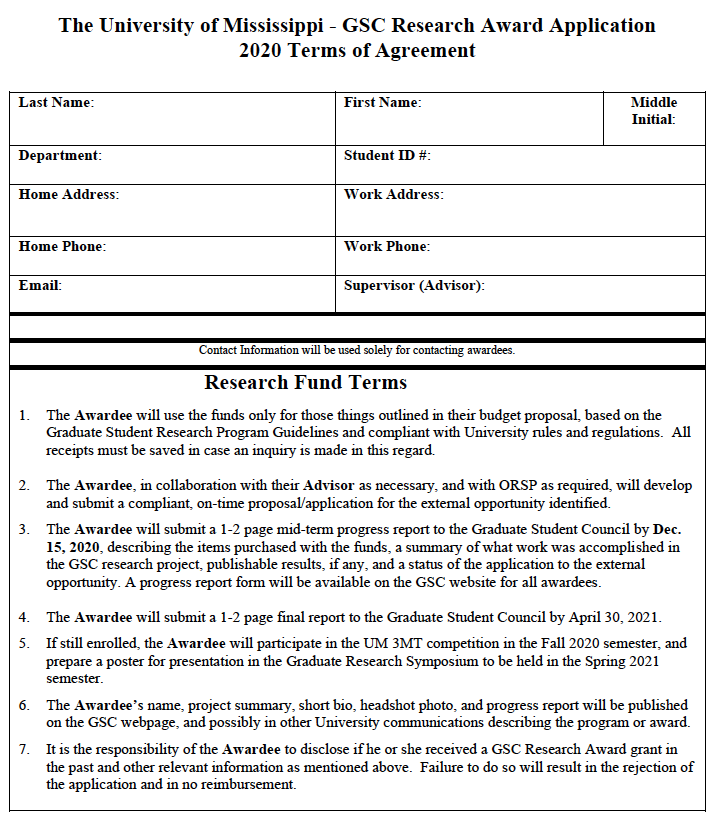 The University of Mississippi - GSC Research Award Application
2020 Terms of Agreement
Last Name:
First Name:
Middle
Initial:
Department:
Student ID #:
Home Address:
Work Address:
Home Phone:
Work Phone:
Email:
Supervisor (Advisor):
Contact Information will be used solely for contacting awardees.
Research Fund Terms
1. The Awardee will use the funds only for those things outlined in their budget proposal, based on the
Graduate Student Research Program Guidelines and compliant with University rules and regulations. All
receipts must be saved in case an inquiry is made in this regard.
2. The Awardee, in collaboration with their Advisor as necessary, and with ORSP as required, will develop
and submit a compliant, on-time proposal/application for the external opportunity identified.
3. The Awardee will submit a 1-2 page mid-term progress report to the Graduate Student Council by Dec.
15, 2020, describing the items purchased with the funds, a summary of what work was accomplished in
the GSC research project, publishable results, if any, and a status of the application to the external
opportunity. A progress report form will be available on the GSC website for all awardees.
4. The Awardee will submit a 1-2 page final report to the Graduate Student Council by April 30, 2021.
5. If still enrolled, the Awardee will participate in the UM 3MT competition in the Fall 2020 semester, and
prepare a poster for presentation in the Graduate Research Symposium to be held in the Spring 2021
semester.
6. The Awardee's name, project summary, short bio, headshot photo, and progress report will be published
on the GSC webpage, and possibly in other University communications describing the program or award.
7. It is the responsibility of the Awardee to disclose if he or she received a GSC Research Award grant in
the past and other relevant information as mentioned above. Failure to do so will result in the rejection of
the application and in no reimbursement.